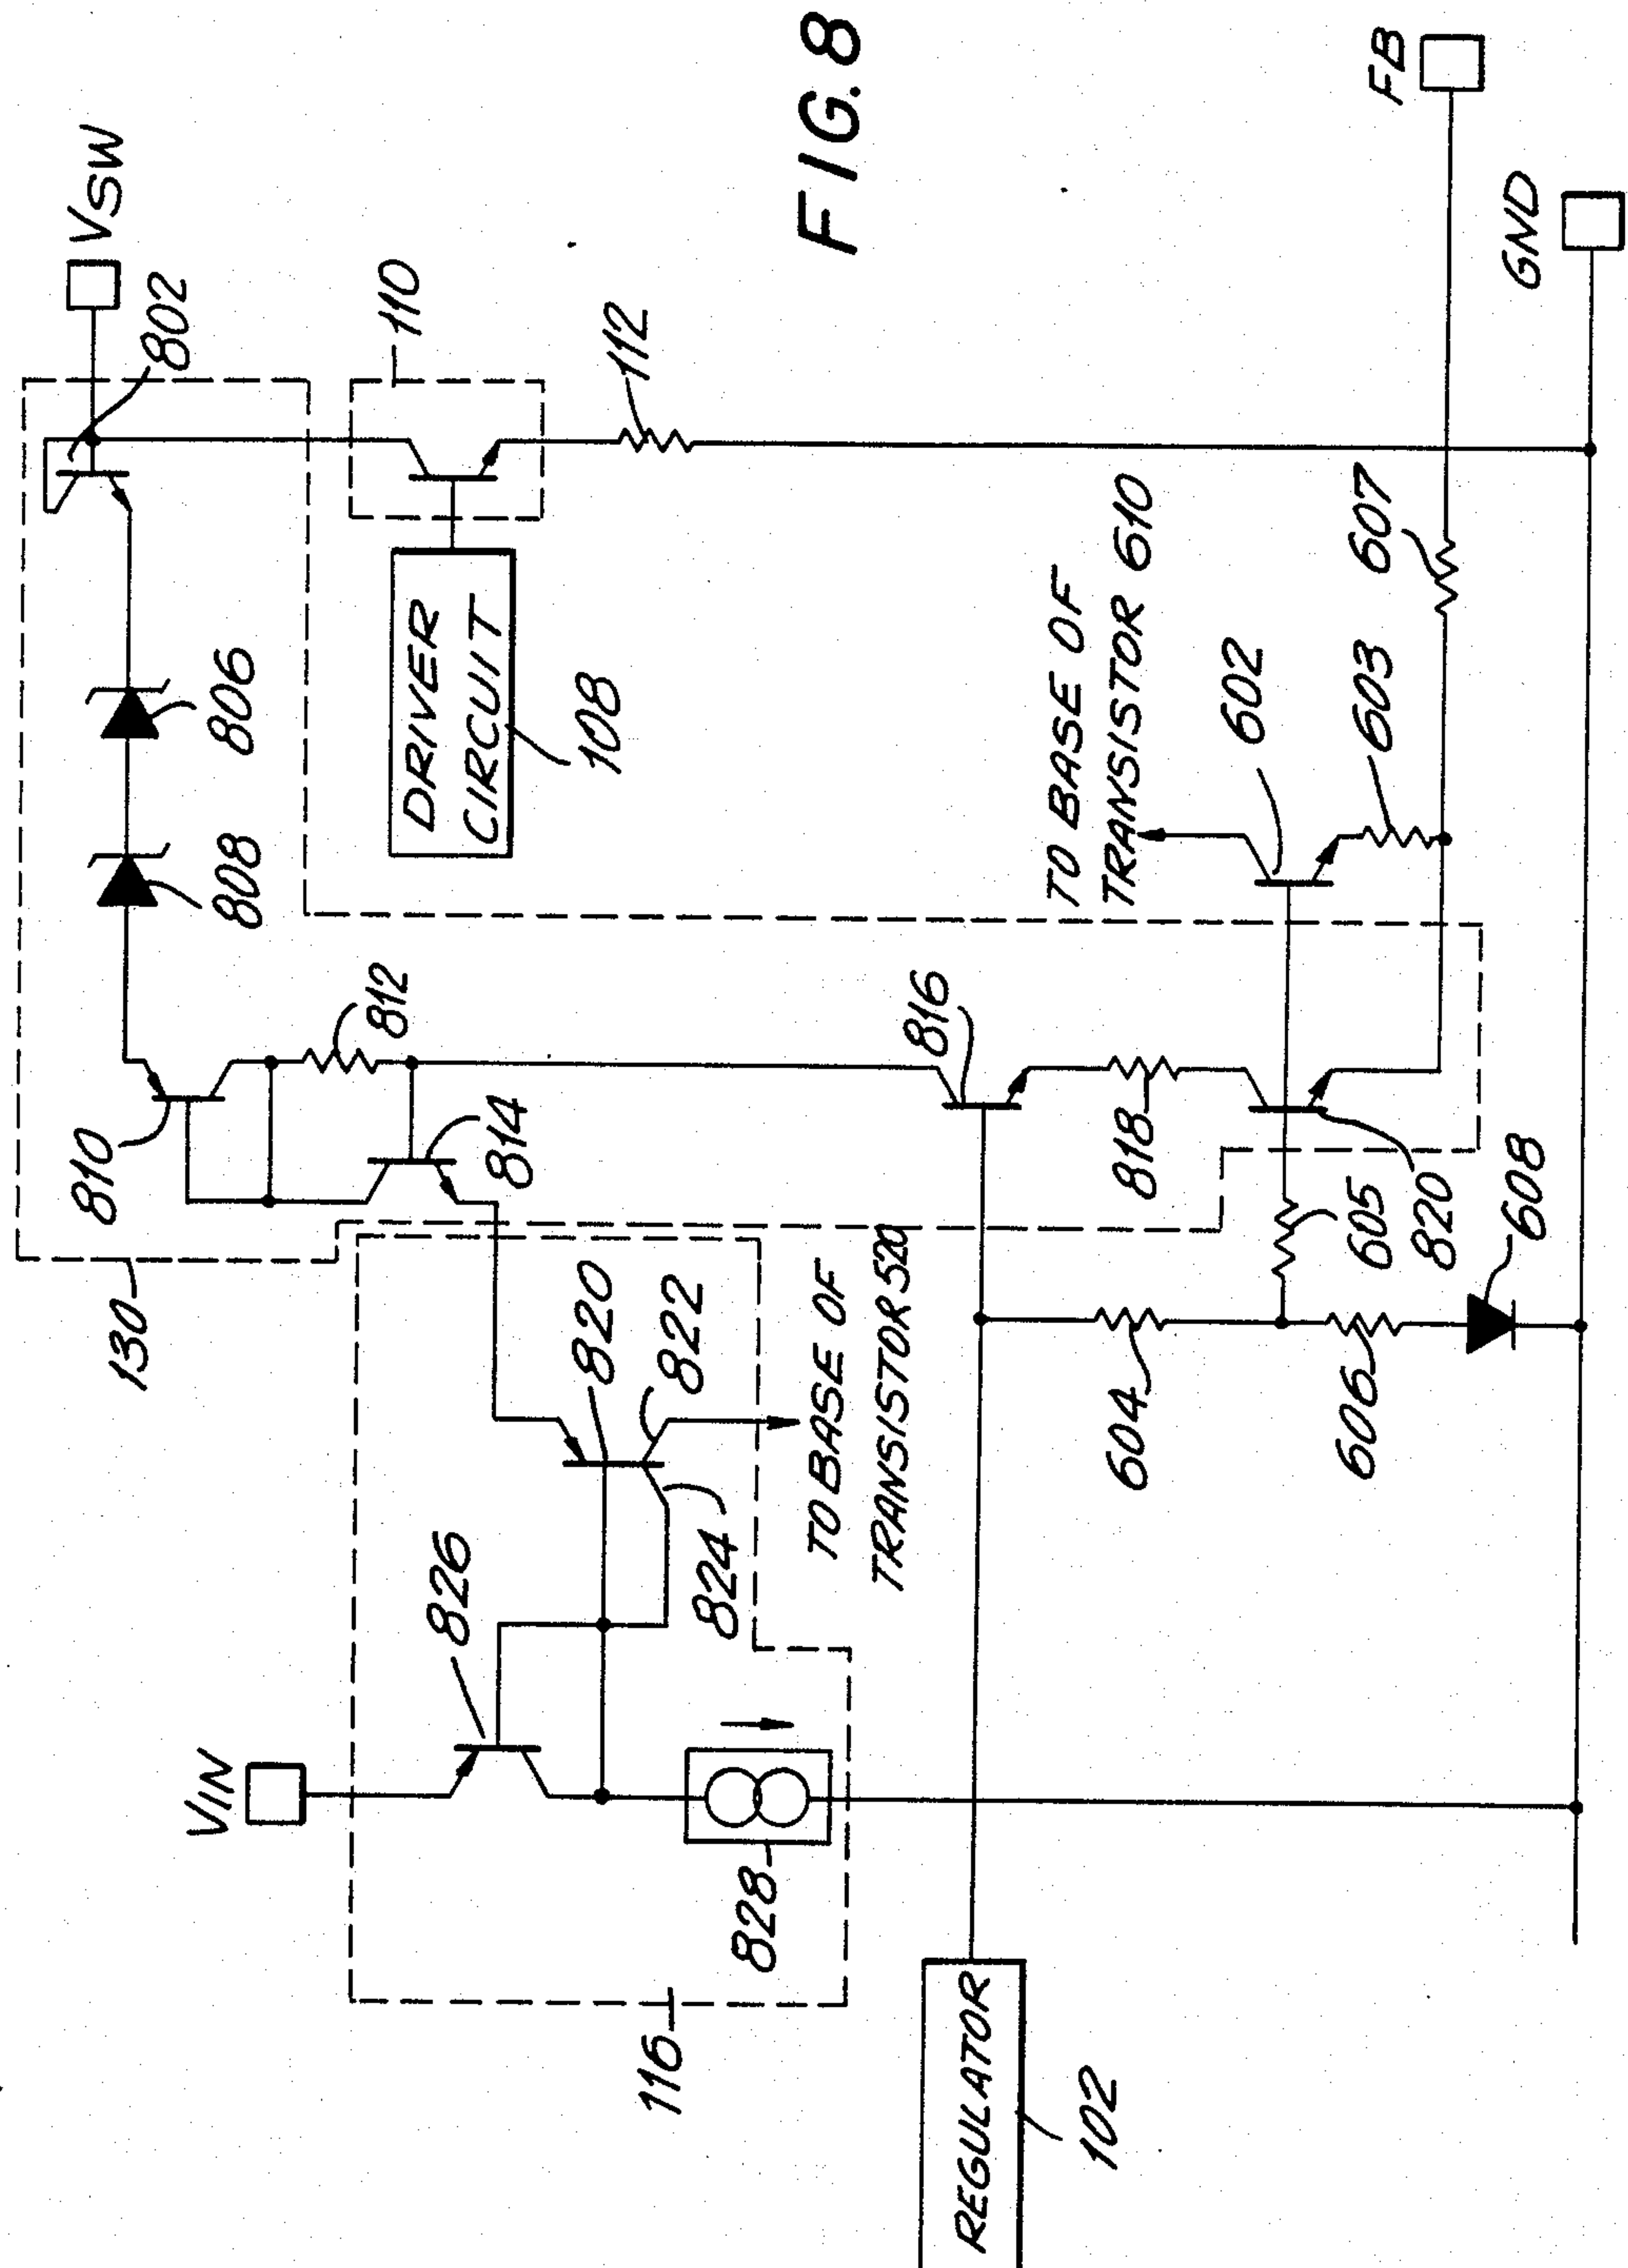 VSW
802
806
808
810
812
814
130
110
112
DRIVER
CIRCUIT
108
VIN
826
820
822
824
828
116
TO BASE OF
TRANSISTOR 520
816
818
820
TO BASE OF
TRANSISTOR 610
602
603
607
605
604
606
608
REGULATOR
102
FB
GND
FIG. 8